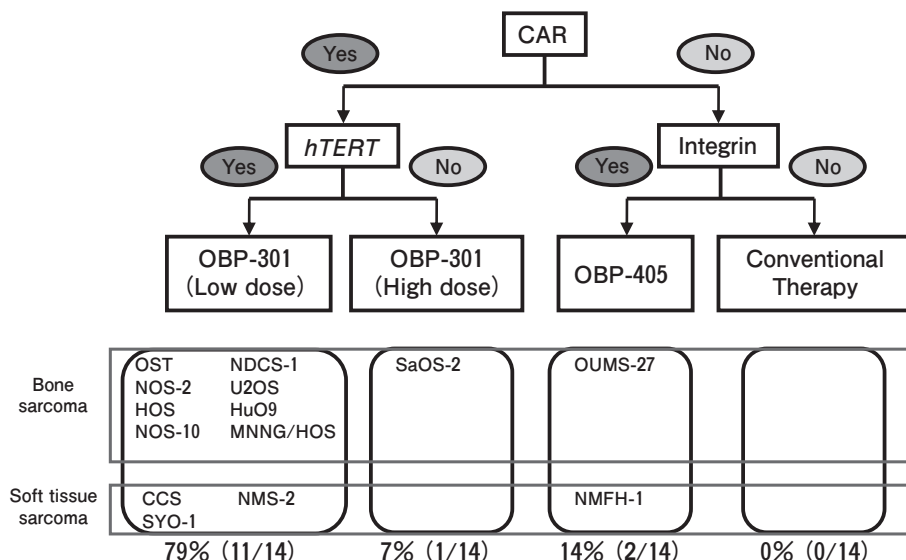 CAR
Yes
No
hTERT
Integrin
Yes
No
Yes
No
OBP-301
(Low dose)
OBP-301
(High dose)
OBP-405
Conventional
Therapy
Bone
sarcoma
OST NDCS-1
NOS-2 U2OS
HOS HuO9
NOS-10 MNNG/HOS
SaOS-2
OUMS-27
Soft tissue
sarcoma
CCS NMS-2
SYO-1
NMFH-1
79% (11/14) 7% (1/14) 14% (2/14) 0% (0/14)